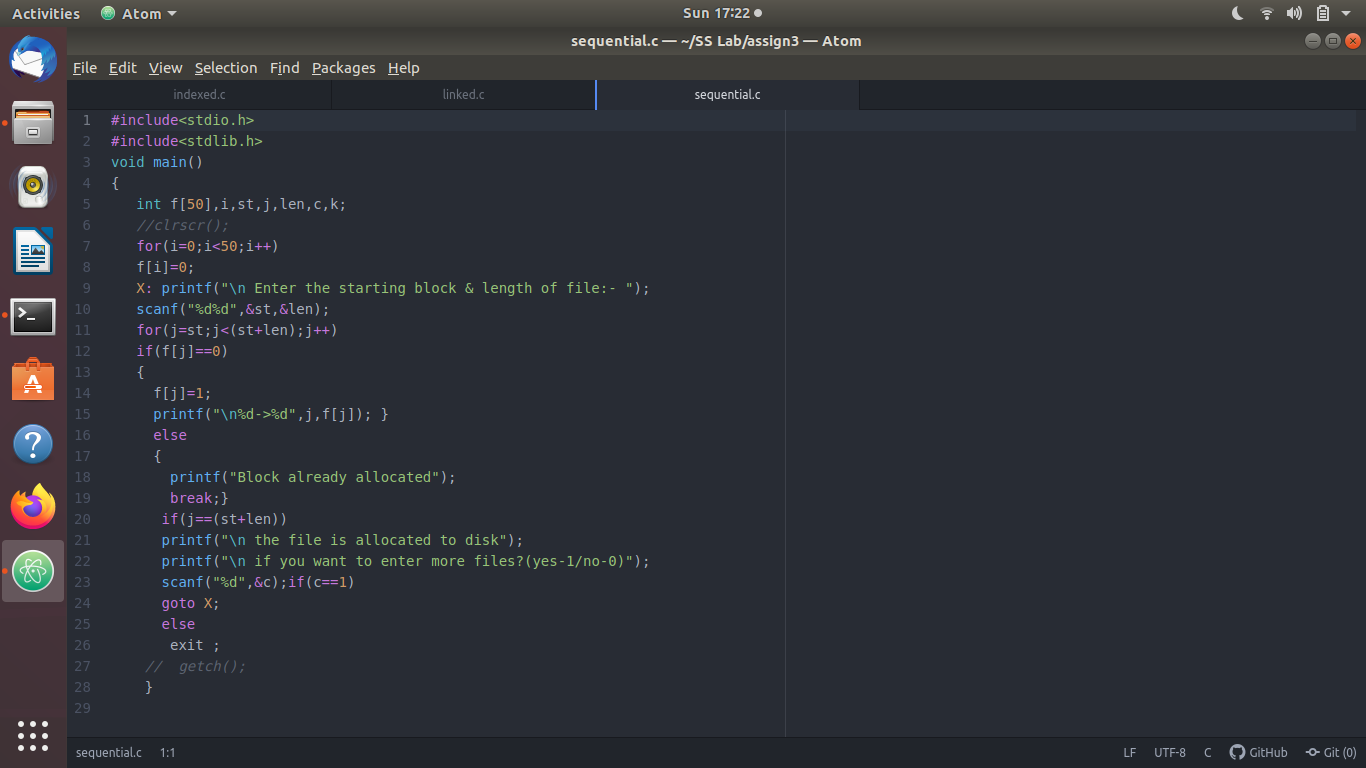 Activities Atom Sun 17:22
sequential.c — ~/SS Lab/assign3 — Atom
File Edit View Selection Find Packages Help
indexed.c linked.c sequential.c
1 #include<stdio.h>
2 #include<stdlib.h>
3 void main()
4 {
5 int f[50],i,st,j,len,c,k;
6 //clrscr();
7 for(i=0;i<50;i++)
8 f[i]=0;
9 X: printf("\n Enter the starting block & length of file:- ");
10 scanf("%d%d",&st,&len);
11 for(j=st;j<(st+len);j++)
12 if(f[j]==0)
13 {
14 f[j]=1;
15 printf("\n%d->%d",j,f[j]); }
16 else
17 {
18 printf("Block already allocated");
19 break;}
20 if(j==(st+len))
21 printf("\n the file is allocated to disk");
22 printf("\n if you want to enter more files?(yes-1/no-0)");
23 scanf("%d",&c);if(c==1)
24 goto X;
25 else
26 exit ;
27 // getch();
28 }
29
sequential.c 1:1 LF UTF-8 C GitHub Git (0)